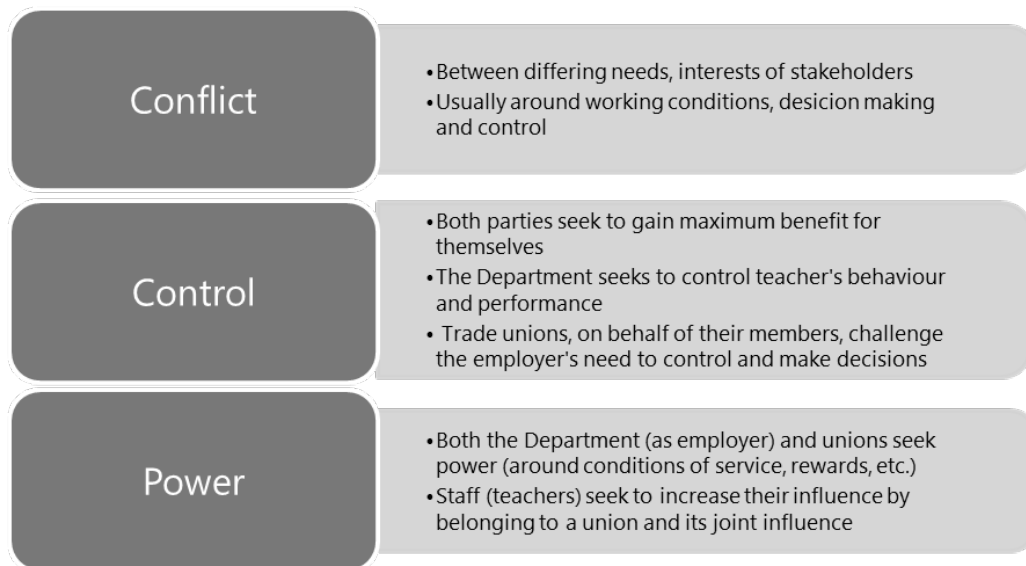 Conflict
•Between differing needs, interests of stakeholders
•Usually around working conditions, desicion making
and control
Control
•Both parties seek to gain maximum benefit for
themselves
•The Department seeks to control teacher's behaviour
and performance
• Trade unions, on behalf of their members, challenge
the employer's need to control and make decisions
Power
•Both the Department (as employer) and unions seek
power (around conditions of service, rewards, etc.)
•Staff (teachers) seek to increase their influence by
belonging to a union and its joint influence